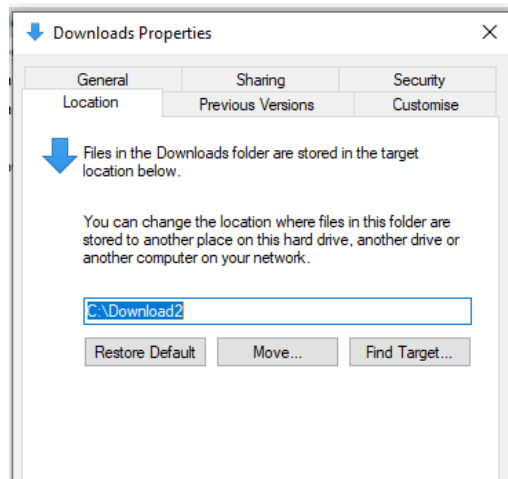 Downloads Properties
General
Sharing
Security
Location
Previous Versions
Customise
Files in the Downloads folder are stored in the target
location below.
You can change the location where files in this folder are
stored to another place on this hard drive, another drive or
another computer on your network.
C:\Download2
Restore Default
Move...
Find Target...